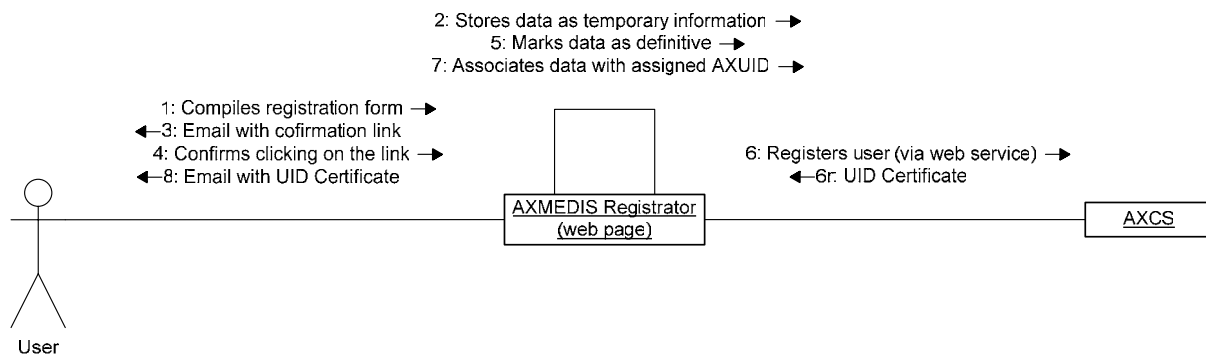 2: Stores data as temporary information
5: Marks data as definitive
7: Associates data with assigned AXUID
1: Compiles registration form
3: Email with cofirmation link
4: Confirms clicking on the link
8: Email with UID Certificate
6: Registers user (via web service)
6r: UID Certificate
AXMEDIS Registrator
(web page)
AXCS
User